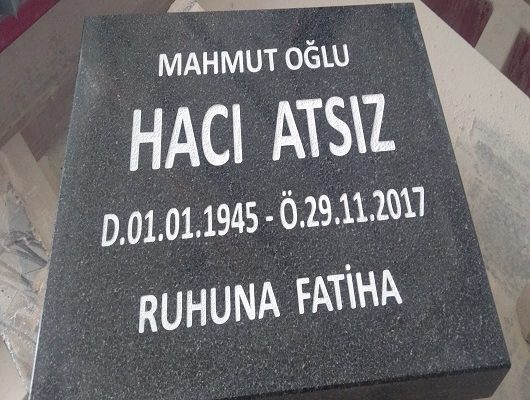 MAHMUT OĞLU
HACI ATSIZ
D.01.01.1945 - Ö.29.11.2017
RUHUNA FATİHA